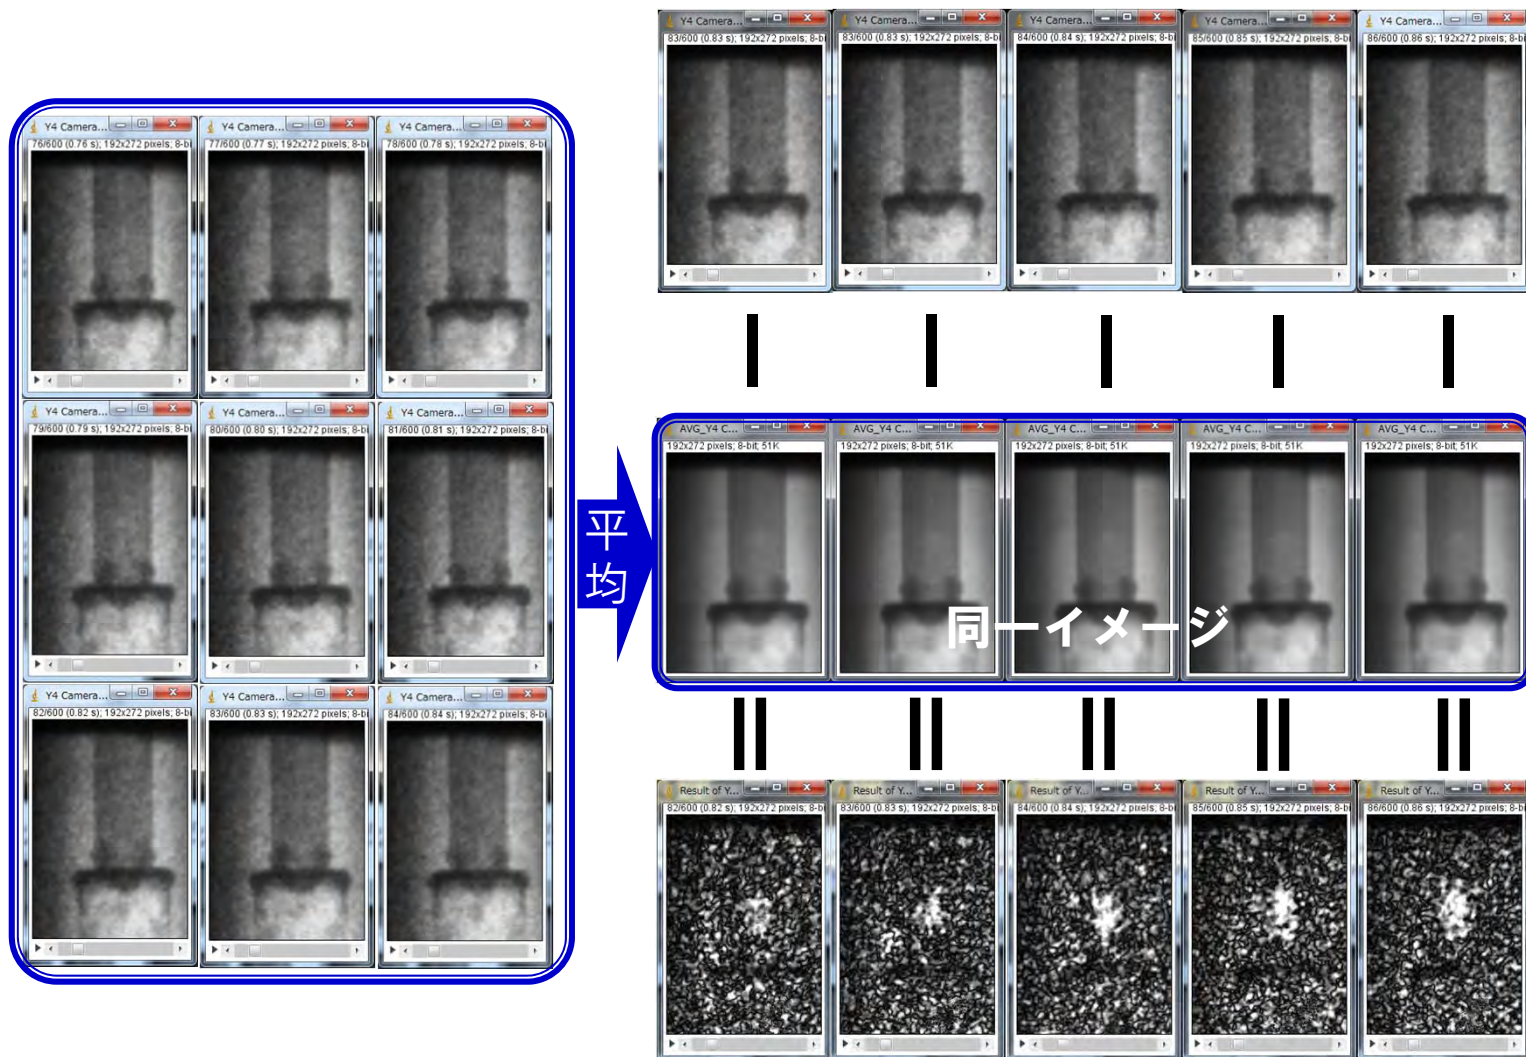 Y4 Camera...
76/600 (0.76 s); 192x272 pixels; 8-bi
Y4 Camera...
77/600 (0.77 s); 192x272 pixels; 8-bi
Y4 Camera...
78/600 (0.78 s); 192x272 pixels; 8-bi
Y4 Camera...
79/600 (0.79 s); 192x272 pixels; 8-bi
Y4 Camera...
80/600 (0.80 s); 192x272 pixels; 8-bi
Y4 Camera...
81/600 (0.81 s); 192x272 pixels; 8-bi
Y4 Camera...
82/600 (0.82 s); 192x272 pixels; 8-bi
Y4 Camera...
83/600 (0.83 s); 192x272 pixels; 8-bi
Y4 Camera...
84/600 (0.84 s); 192x272 pixels; 8-bi
平均
Y4 Camera...
83/600 (0.83 s); 192x272 pixels; 8-bi
Y4 Camera...
83/600 (0.83 s); 192x272 pixels; 8-bi
Y4 Camera...
84/600 (0.84 s); 192x272 pixels; 8-bi
Y4 Camera...
85/600 (0.85 s); 192x272 pixels; 8-bi
Y4 Camera...
86/600 (0.86 s); 192x272 pixels; 8-bi
AVG_Y4 C...
192x272 pixels; 8-bit; 51K
AVG_Y4 C...
192x272 pixels; 8-bit; 51K
AVG_Y4 C...
192x272 pixels; 8-bit; 51K
AVG_Y4 C...
192x272 pixels; 8-bit; 51K
AVG_Y4 C...
192x272 pixels; 8-bit; 51K
同一イメージ
Result of Y...
82/600 (0.82 s); 192x272 pixels; 8-bi
Result of Y...
83/600 (0.83 s); 192x272 pixels; 8-bi
Result of Y...
84/600 (0.84 s); 192x272 pixels; 8-bi
Result of Y...
85/600 (0.85 s); 192x272 pixels; 8-bi
Result of Y...
86/600 (0.86 s); 192x272 pixels; 8-bi